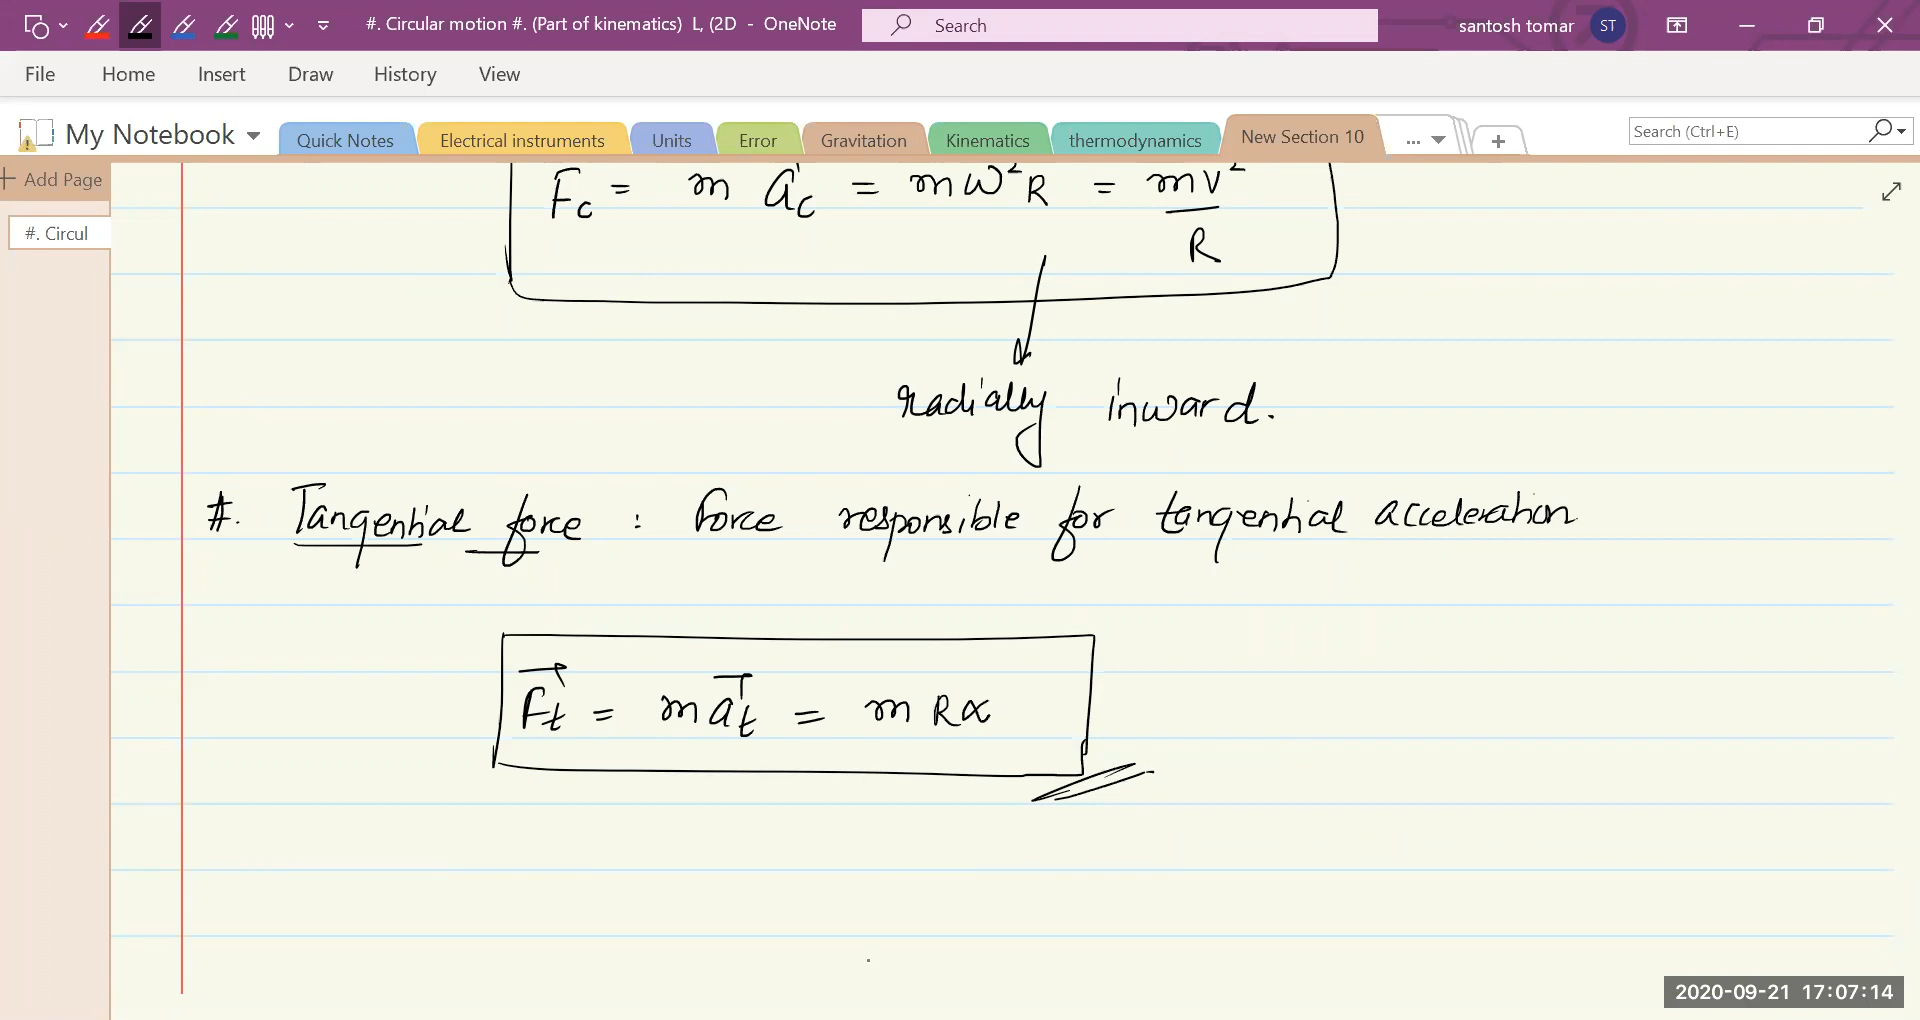 #. Circular motion #. (Part of kinematics) L, (2D - OneNote
Search
santosh tomar ST
File Home Insert Draw History View
My Notebook Quick Notes Electrical instruments Units Error Gravitation Kinematics thermodynamics New Section 10 ... + Search (Ctrl+E)
+ Add Page
#. Circul
Fc = m ac = mω²R = mv²/R
radially inward.
#. Tangential force : force responsible for tangential acceleration
Ft = mat = m Rα
2020-09-21 17:07:14